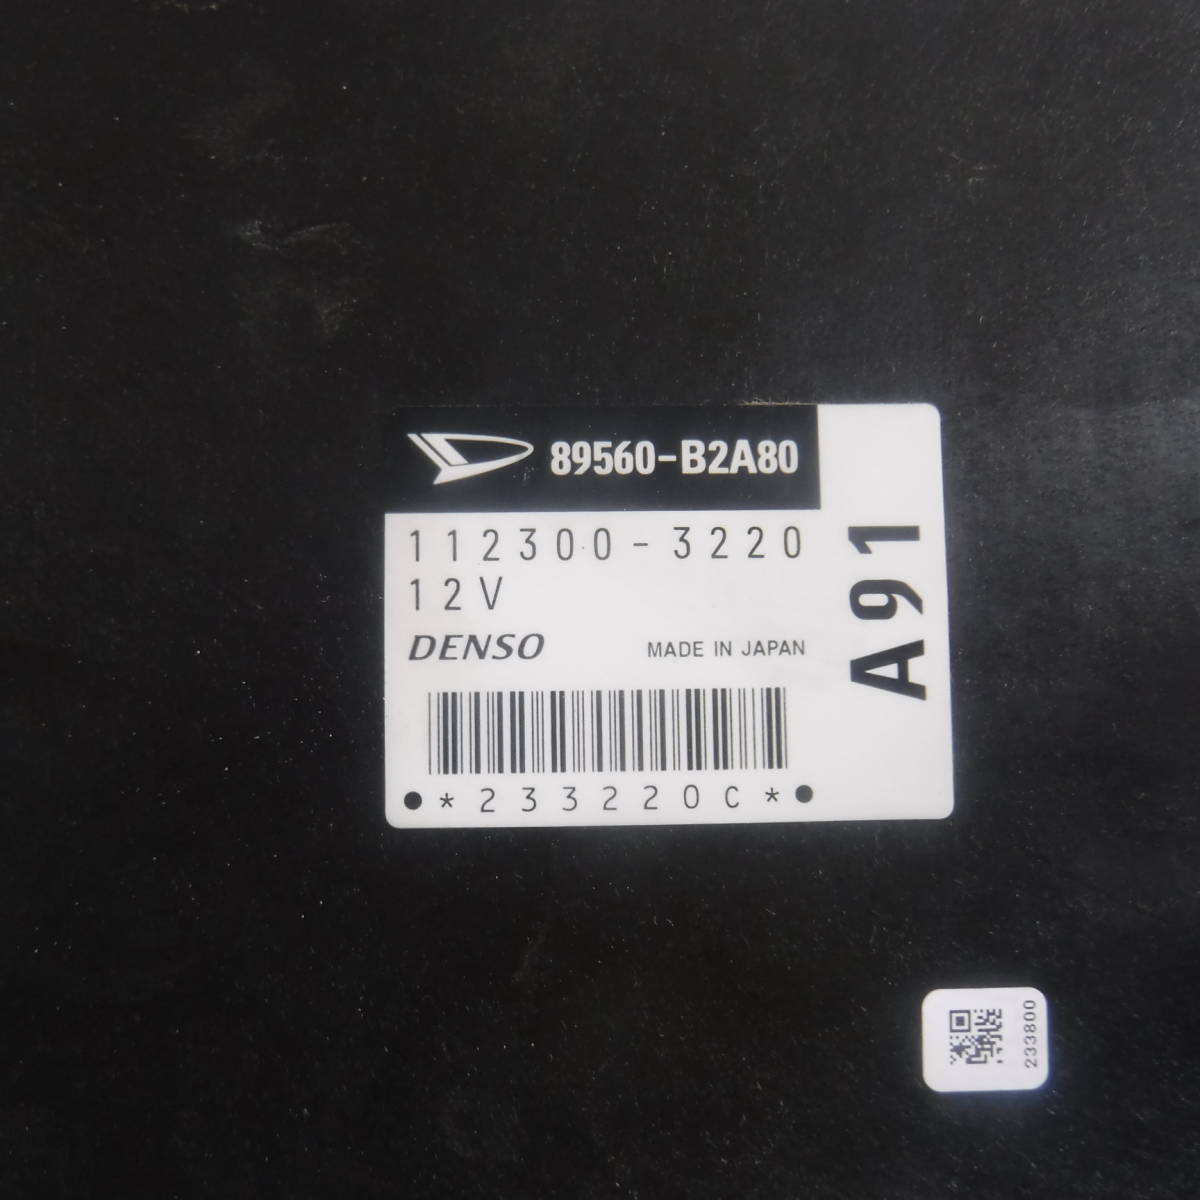 89560-B2A80
112300-3220
12V
DENSO MADE IN JAPAN
*233220C*
A91
233800